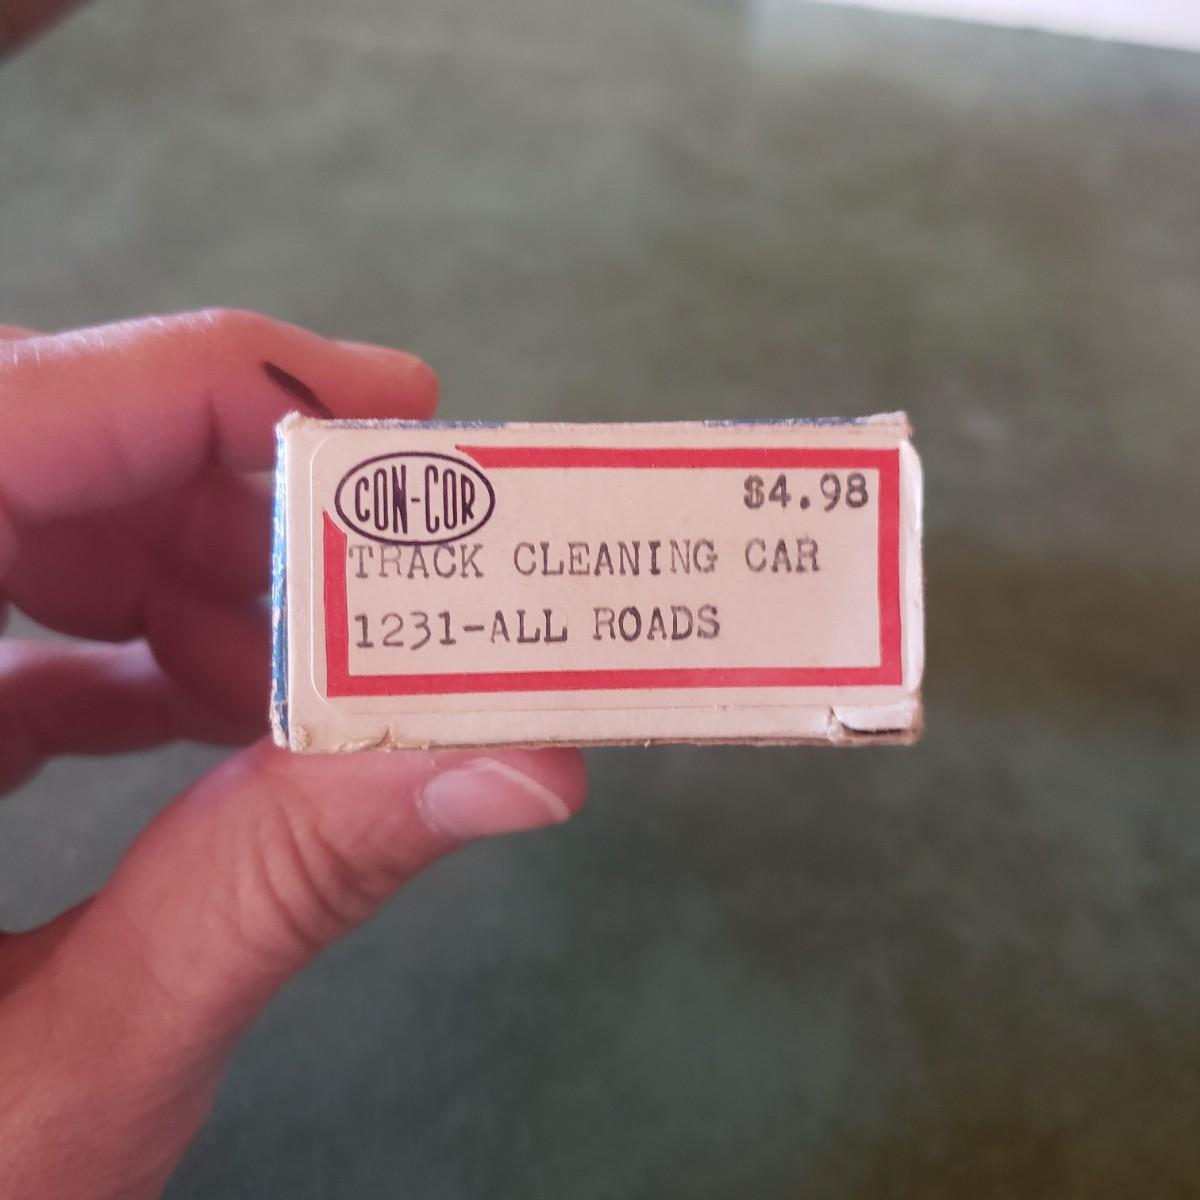 CON-COR
$4.98
TRACK CLEANING CAR
1231-ALL ROADS